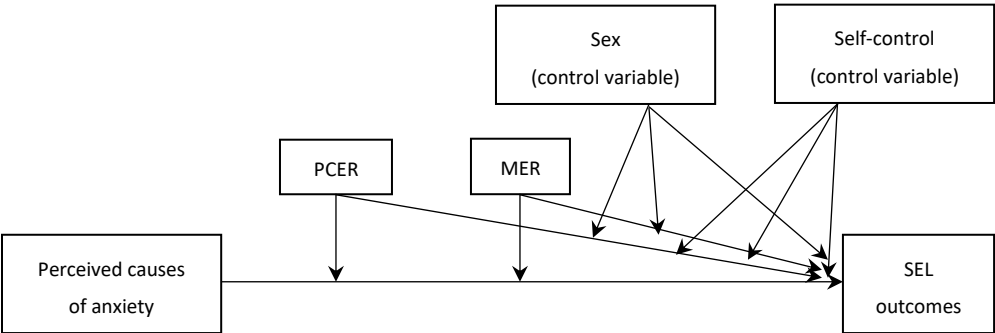 Sex
(control variable)
Self-control
(control variable)
PCER
MER
Perceived causes
of anxiety
SEL
outcomes